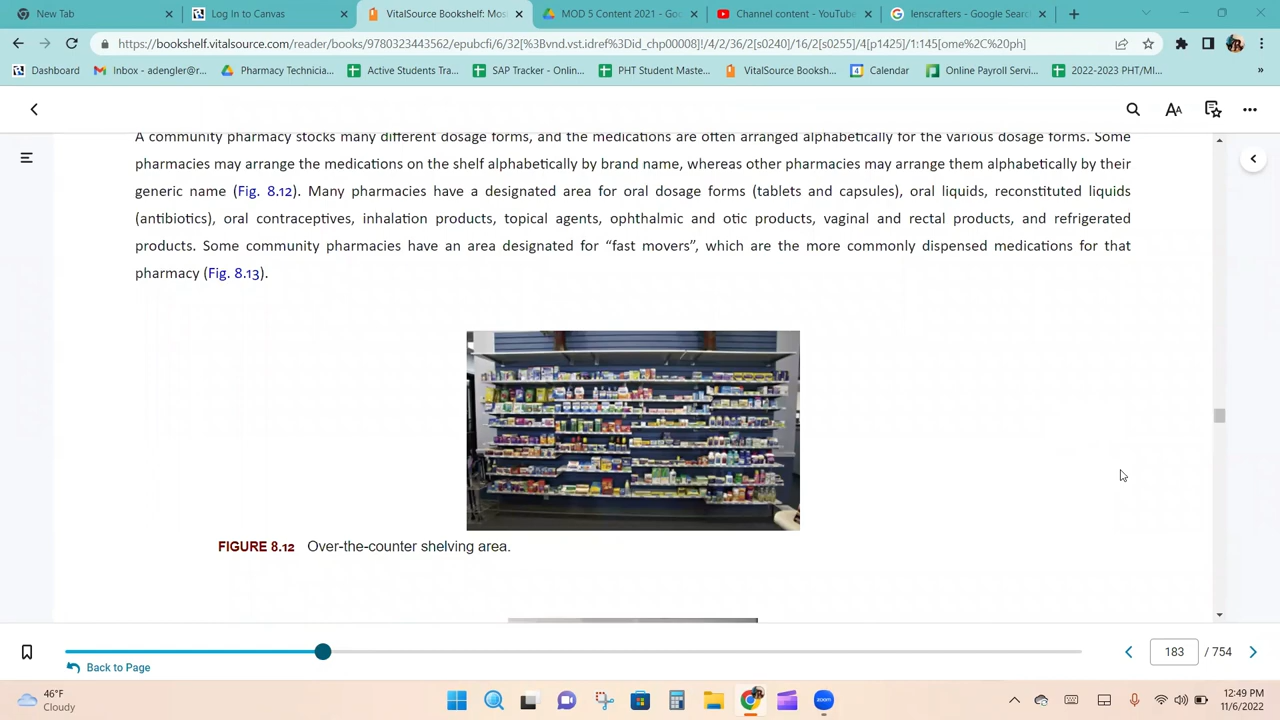 New Tab
Log In to Canvas
VitalSource Bookshelf: Mos
MOD 5 Content 2021 - Goo
Channel content - YouTube
lenscrafters - Google Searc
https://bookshelf.vitalsource.com/reader/books/9780323443562/epubcfi/6/32[%3Bvnd.vst.idref%3Did_chp00008]!/4/2/36/2[s0240]/16/2[s0255]/4[p1425]/1:145[ome%2C%20ph]
Dashboard
Inbox - adengler@r...
Pharmacy Technicia...
Active Students Tra...
SAP Tracker - Onlin...
PHT Student Maste...
VitalSource Booksh...
Calendar
Online Payroll Servi...
2022-2023 PHT/MI...
A community pharmacy stocks many different dosage forms, and the medications are often arranged alphabetically for the various dosage forms. Some
pharmacies may arrange the medications on the shelf alphabetically by brand name, whereas other pharmacies may arrange them alphabetically by their
generic name (Fig. 8.12). Many pharmacies have a designated area for oral dosage forms (tablets and capsules), oral liquids, reconstituted liquids
(antibiotics), oral contraceptives, inhalation products, topical agents, ophthalmic and otic products, vaginal and rectal products, and refrigerated
products. Some community pharmacies have an area designated for “fast movers”, which are the more commonly dispensed medications for that
pharmacy (Fig. 8.13).
FIGURE 8.12 Over-the-counter shelving area.
183 / 754
Back to Page
46°F
Cloudy
zoom
12:49 PM
11/6/2022